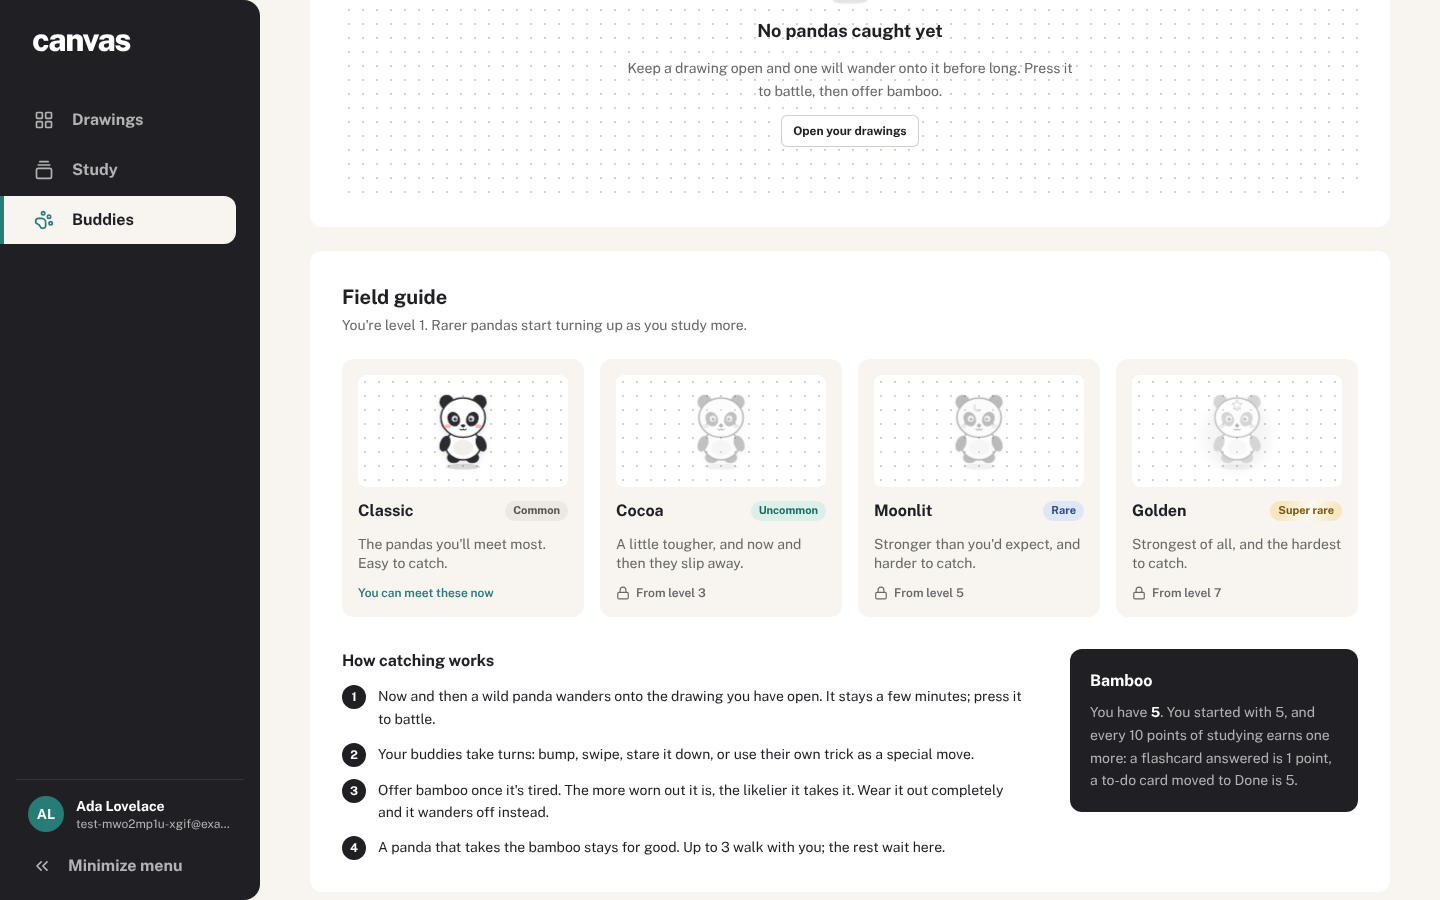 canvas
Drawings
Study
Buddies
Ada Lovelace
test-mwo2mp1u-xgif@exa...
Minimize menu
No pandas caught yet
Keep a drawing open and one will wander onto it before long. Press it
to battle, then offer bamboo.
Open your drawings
Field guide
You're level 1. Rarer pandas start turning up as you study more.
Classic
Common
The pandas you'll meet most.
Easy to catch.
You can meet these now
Cocoa
Uncommon
A little tougher, and now and
then they slip away.
From level 3
Moonlit
Rare
Stronger than you'd expect, and
harder to catch.
From level 5
Golden
Super rare
Strongest of all, and the hardest
to catch.
From level 7
How catching works
1 Now and then a wild panda wanders onto the drawing you have open. It stays a few minutes; press it
to battle.
2 Your buddies take turns: bump, swipe, stare it down, or use their own trick as a special move.
3 Offer bamboo once it's tired. The more worn out it is, the likelier it takes it. Wear it out completely
and it wanders off instead.
4 A panda that takes the bamboo stays for good. Up to 3 walk with you; the rest wait here.
Bamboo
You have 5. You started with 5, and
every 10 points of studying earns one
more: a flashcard answered is 1 point,
a to-do card moved to Done is 5.
AL